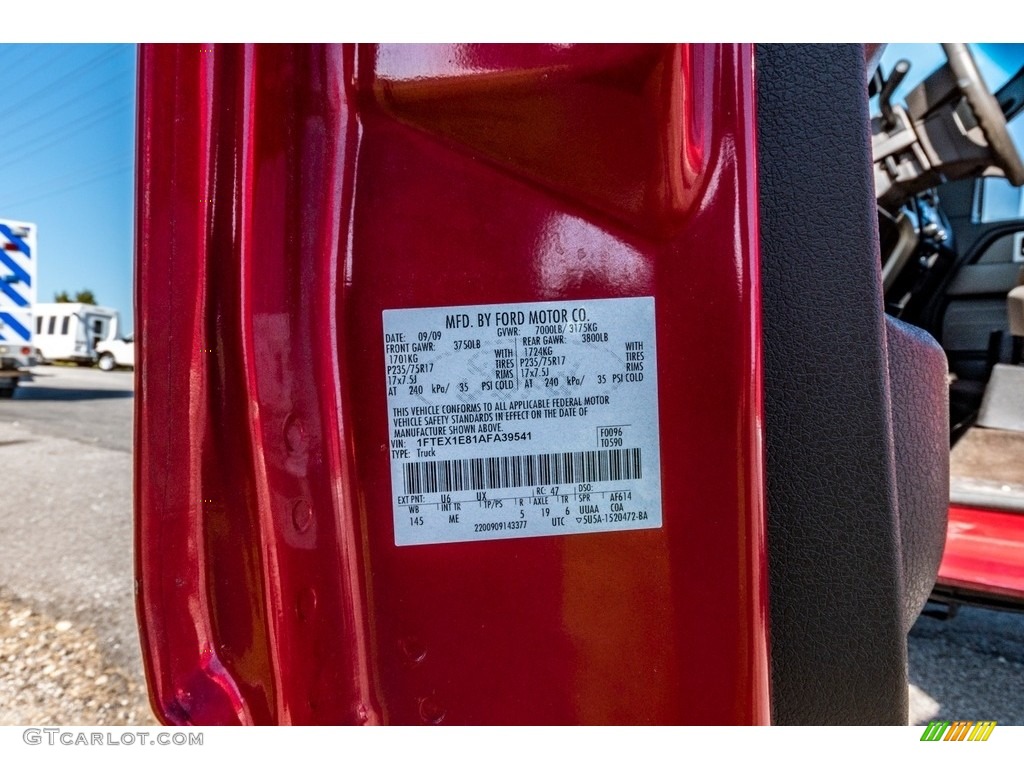 MFD. BY FORD MOTOR CO.
DATE: 09/09 GVWR: 7000LB/ 3175KG
FRONT GAWR: 3750LB REAR GAWR: 3800LB
1701KG WITH 1724KG WITH
P235/75R17 TIRES P235/75R17 TIRES
17x7.5J RIMS 17x7.5J RIMS
AT 240 kPa/ 35 PSI COLD AT 240 kPa/ 35 PSI COLD
THIS VEHICLE CONFORMS TO ALL APPLICABLE FEDERAL MOTOR
VEHICLE SAFETY STANDARDS IN EFFECT ON THE DATE OF
MANUFACTURE SHOWN ABOVE.
VIN: 1FTEX1E81AFA39541 F0096
TYPE: Truck T0590
EXT PNT: U6 UX RC: 47 DSO:
WB INT TR TP/PS R AXLE TR SPR AF614
145 ME 5 19 6 UUAA COA
2200909143377 UTC 5U5A-1520472-BA
GTCARLOT.COM